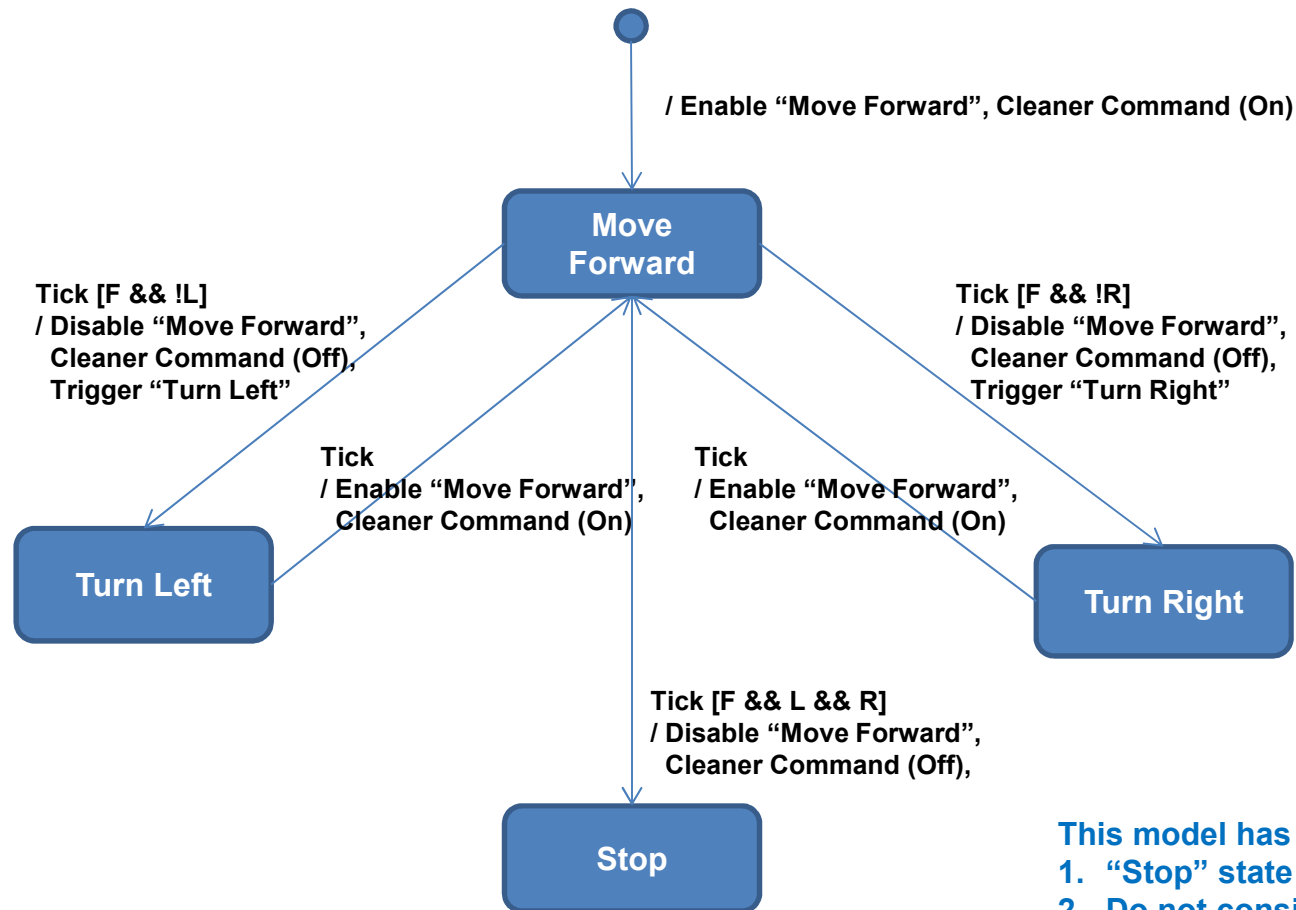 / Enable “Move Forward”, Cleaner Command (On)
Move
Forward
Tick [F && !L]
/ Disable “Move Forward”,
Cleaner Command (Off),
Trigger “Turn Left”
Tick [F && !R]
/ Disable “Move Forward”,
Cleaner Command (Off),
Trigger “Turn Right”
Tick
/ Enable “Move Forward”,
Cleaner Command (On)
Tick
/ Enable “Move Forward”,
Cleaner Command (On)
Turn Left
Turn Right
Tick [F && L && R]
/ Disable “Move Forward”,
Cleaner Command (Off),
Stop
This model has
1. “Stop” state
2. Do not